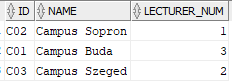 ID NAME LECTURER_NUM
C02 Campus Sopron 1
C01 Campus Buda 3
C03 Campus Szeged 2